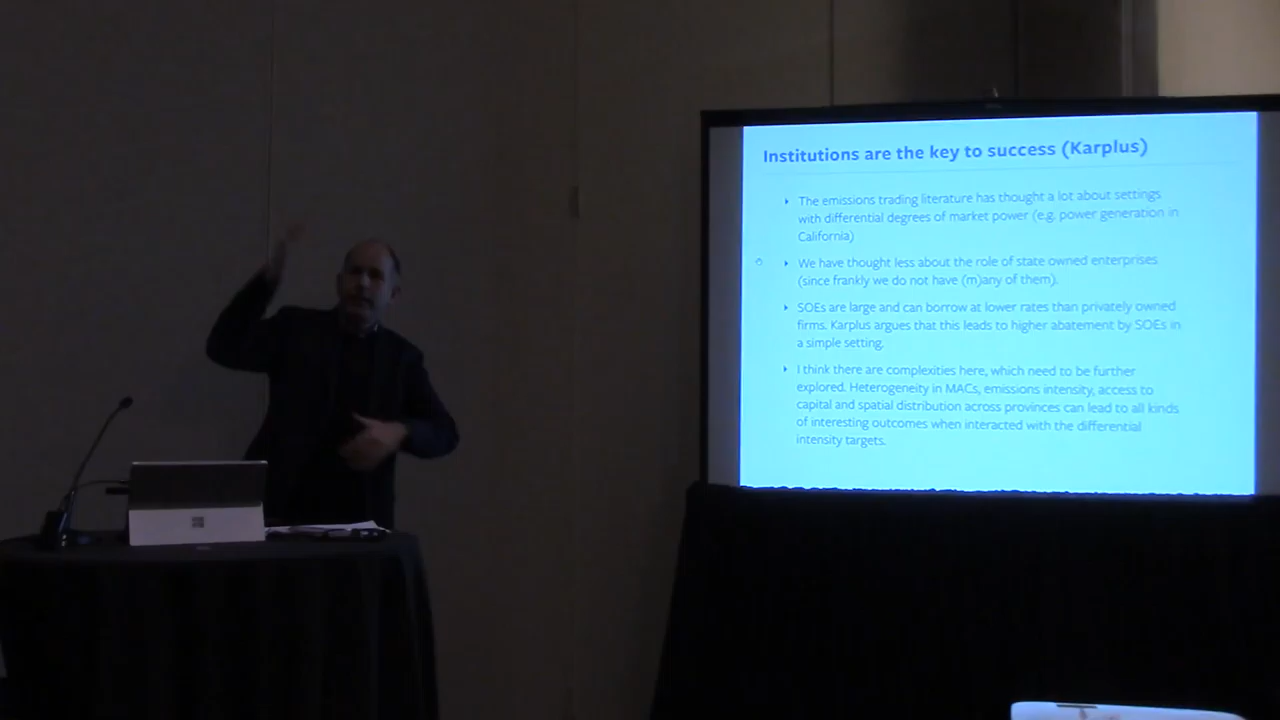 Institutions are the key to success (Karplus)
The emissions trading literature has thought a lot about settings
with differential degrees of market power (e.g. power generation in
California)
We have thought less about the role of state owned enterprises
(since frankly we do not have (m)any of them).
SOEs are large and can borrow at lower rates than privately owned
firms. Karplus argues that this leads to higher abatement by SOEs in
a simple setting.
I think there are complexities here, which need to be further
explored. Heterogeneity in MACs, emissions intensity, access to
capital and spatial distribution across provinces can lead to all kinds
of interesting outcomes when interacted with the differential
intensity targets.